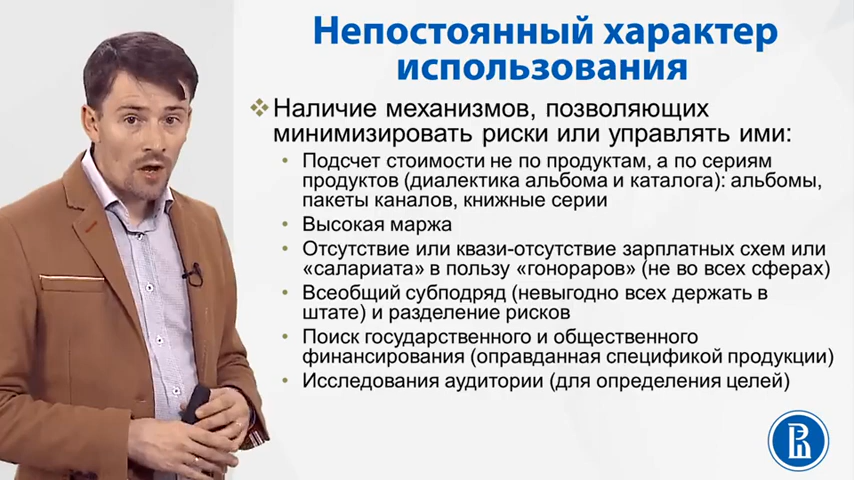 Непостоянный характер
использования
Наличие механизмов, позволяющих
минимизировать риски или управлять ими:
• Подсчет стоимости не по продуктам, а по сериям
продуктов (диалектика альбома и каталога): альбомы,
пакеты каналов, книжные серии
• Высокая маржа
• Отсутствие или квази-отсутствие зарплатных схем или
«салариата» в пользу «гонораров» (не во всех сферах)
• Всеобщий субподряд (невыгодно всех держать в
штате) и разделение рисков
• Поиск государственного и общественного
финансирования (оправданная спецификой продукции)
• Исследования аудитории (для определения целей)